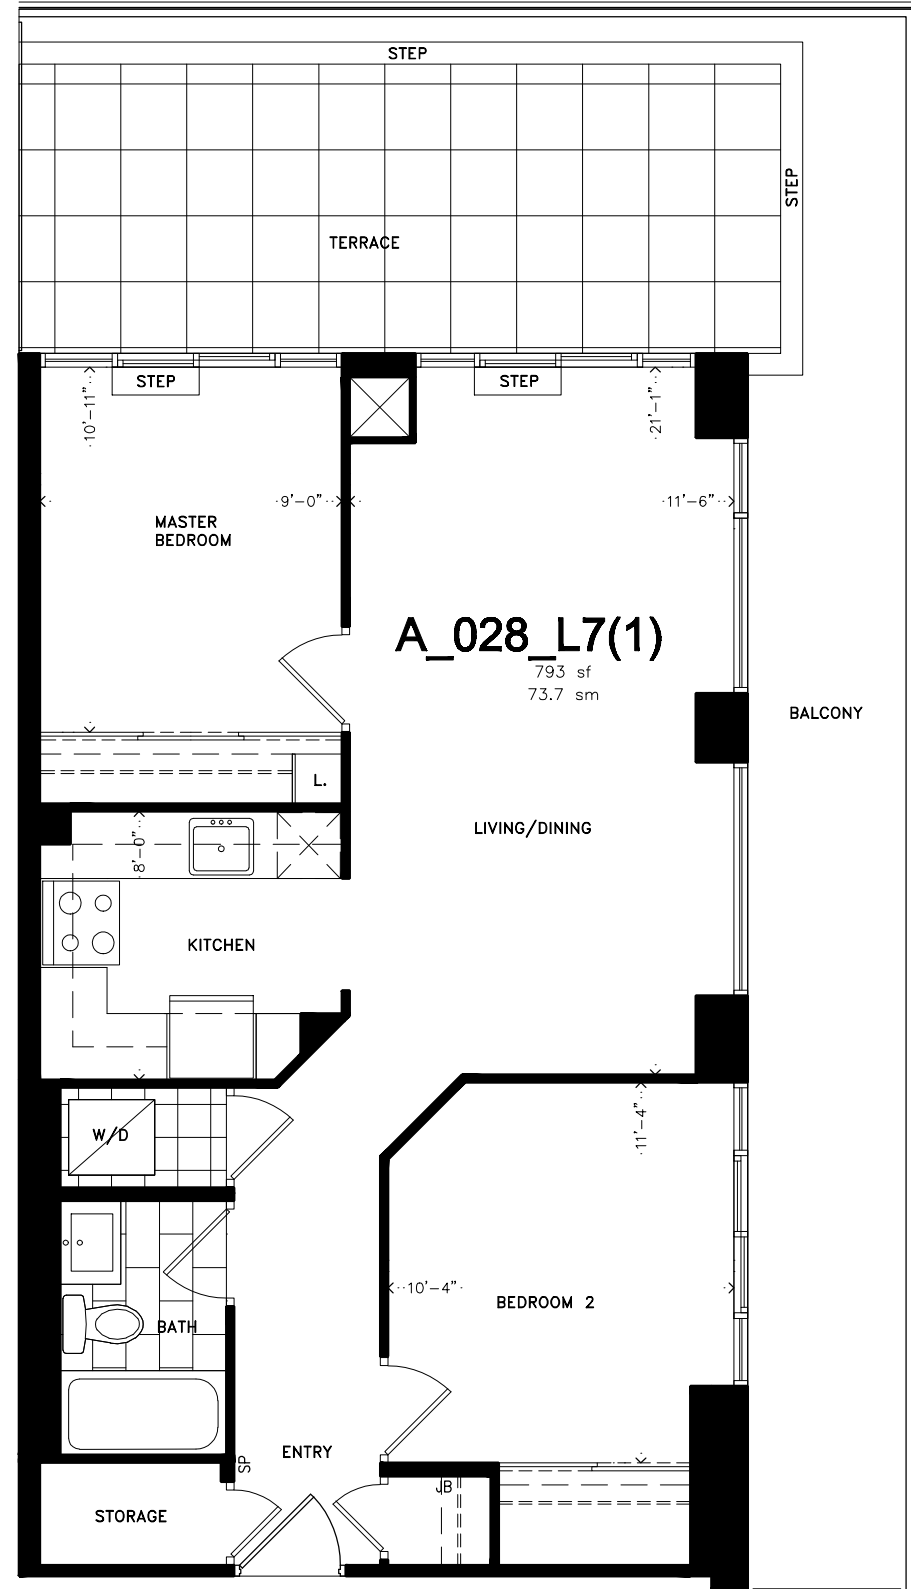 STEP
STEP
TERRACE
STEP
STEP
10'-11"
21'-1"
9'-0"
11'-6"
MASTER
BEDROOM
A_028_L7(1)
793 sf
73.7 sm
BALCONY
L.
LIVING/DINING
8'-0"
KITCHEN
W/D
11'-4"
10'-4"
BEDROOM 2
BATH
ENTRY
SP
JB
STORAGE